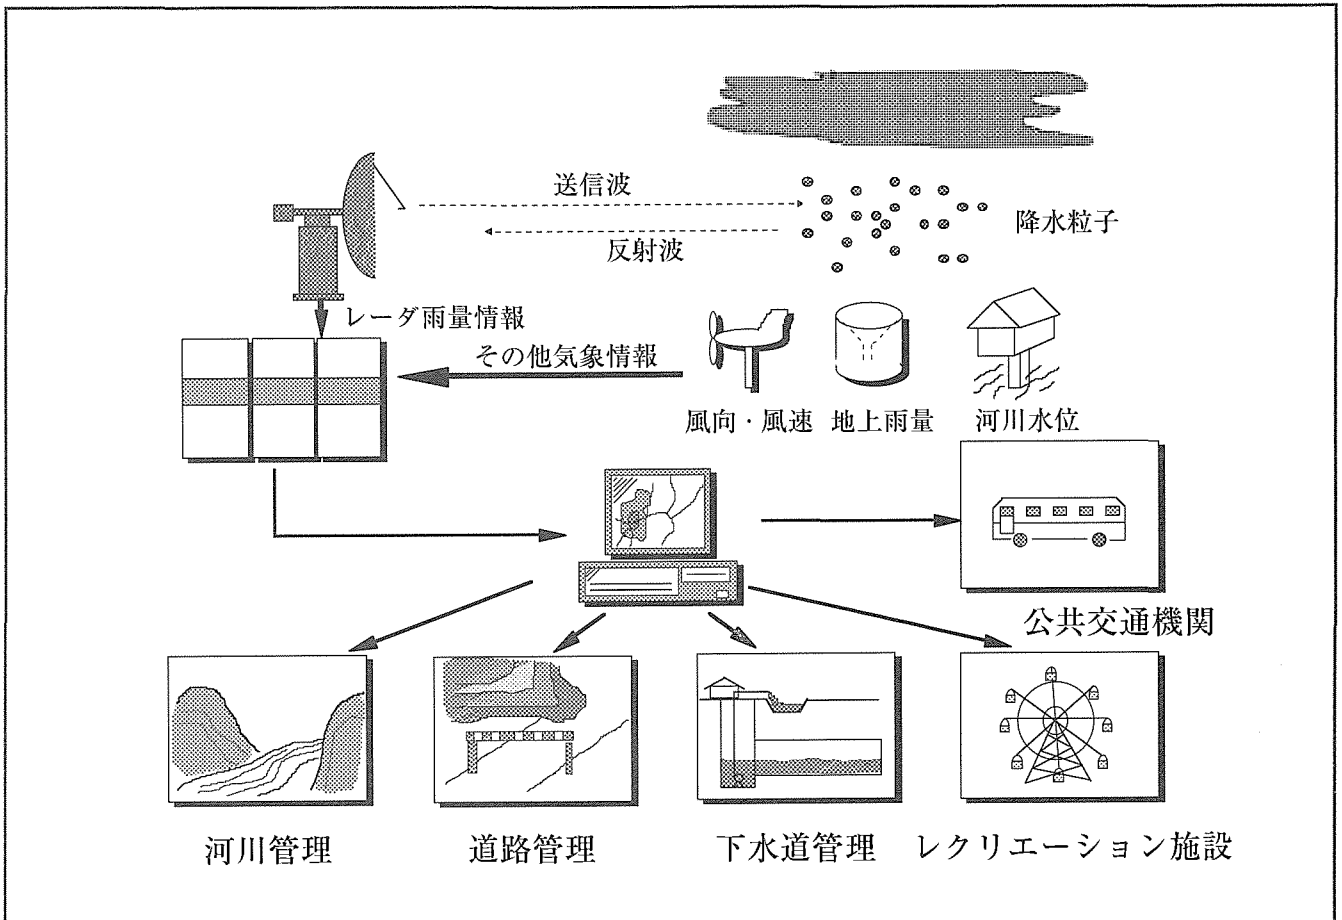 送信波
反射波
降水粒子
レーダ雨量情報
その他気象情報
風向・風速
地上雨量
河川水位
公共交通機関
河川管理
道路管理
下水道管理
レクリエーション施設